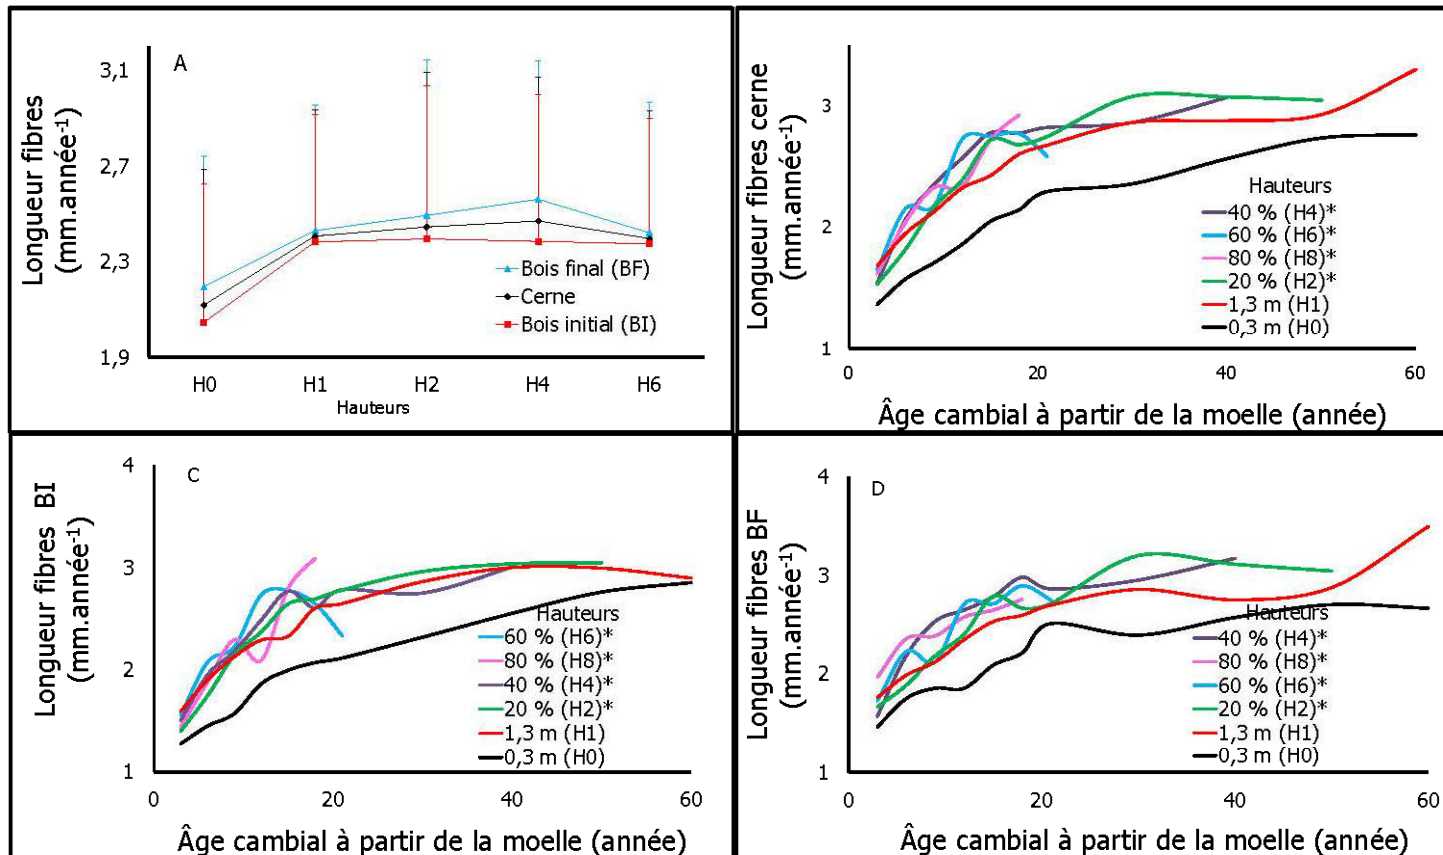 A
Longueur fibres
(mm.année-1)
3,1
2,7
2,3
1,9
Bois final (BF)
Cerne
Bois initial (BI)
H0
H1
H2
H4
H6
Hauteurs
Longueur fibres cerne
(mm.année-1)
3
2
1
Hauteurs
40 % (H4)*
60 % (H6)*
80 % (H8)*
20 % (H2)*
1,3 m (H1)
0,3 m (H0)
0
20
40
60
Âge cambial à partir de la moelle (année)
C
Longueur fibres BI
(mm.année-1)
4
3
2
1
Hauteurs
60 % (H6)*
80 % (H8)*
40 % (H4)*
20 % (H2)*
1,3 m (H1)
0,3 m (H0)
0
20
40
60
Âge cambial à partir de la moelle (année)
D
Longueur fibres BF
(mm.année-1)
4
3
2
1
Hauteurs
40 % (H4)*
80 % (H8)*
60 % (H6)*
20 % (H2)*
1,3 m (H1)
0,3 m (H0)
0
20
40
60
Âge cambial à partir de la moelle (année)